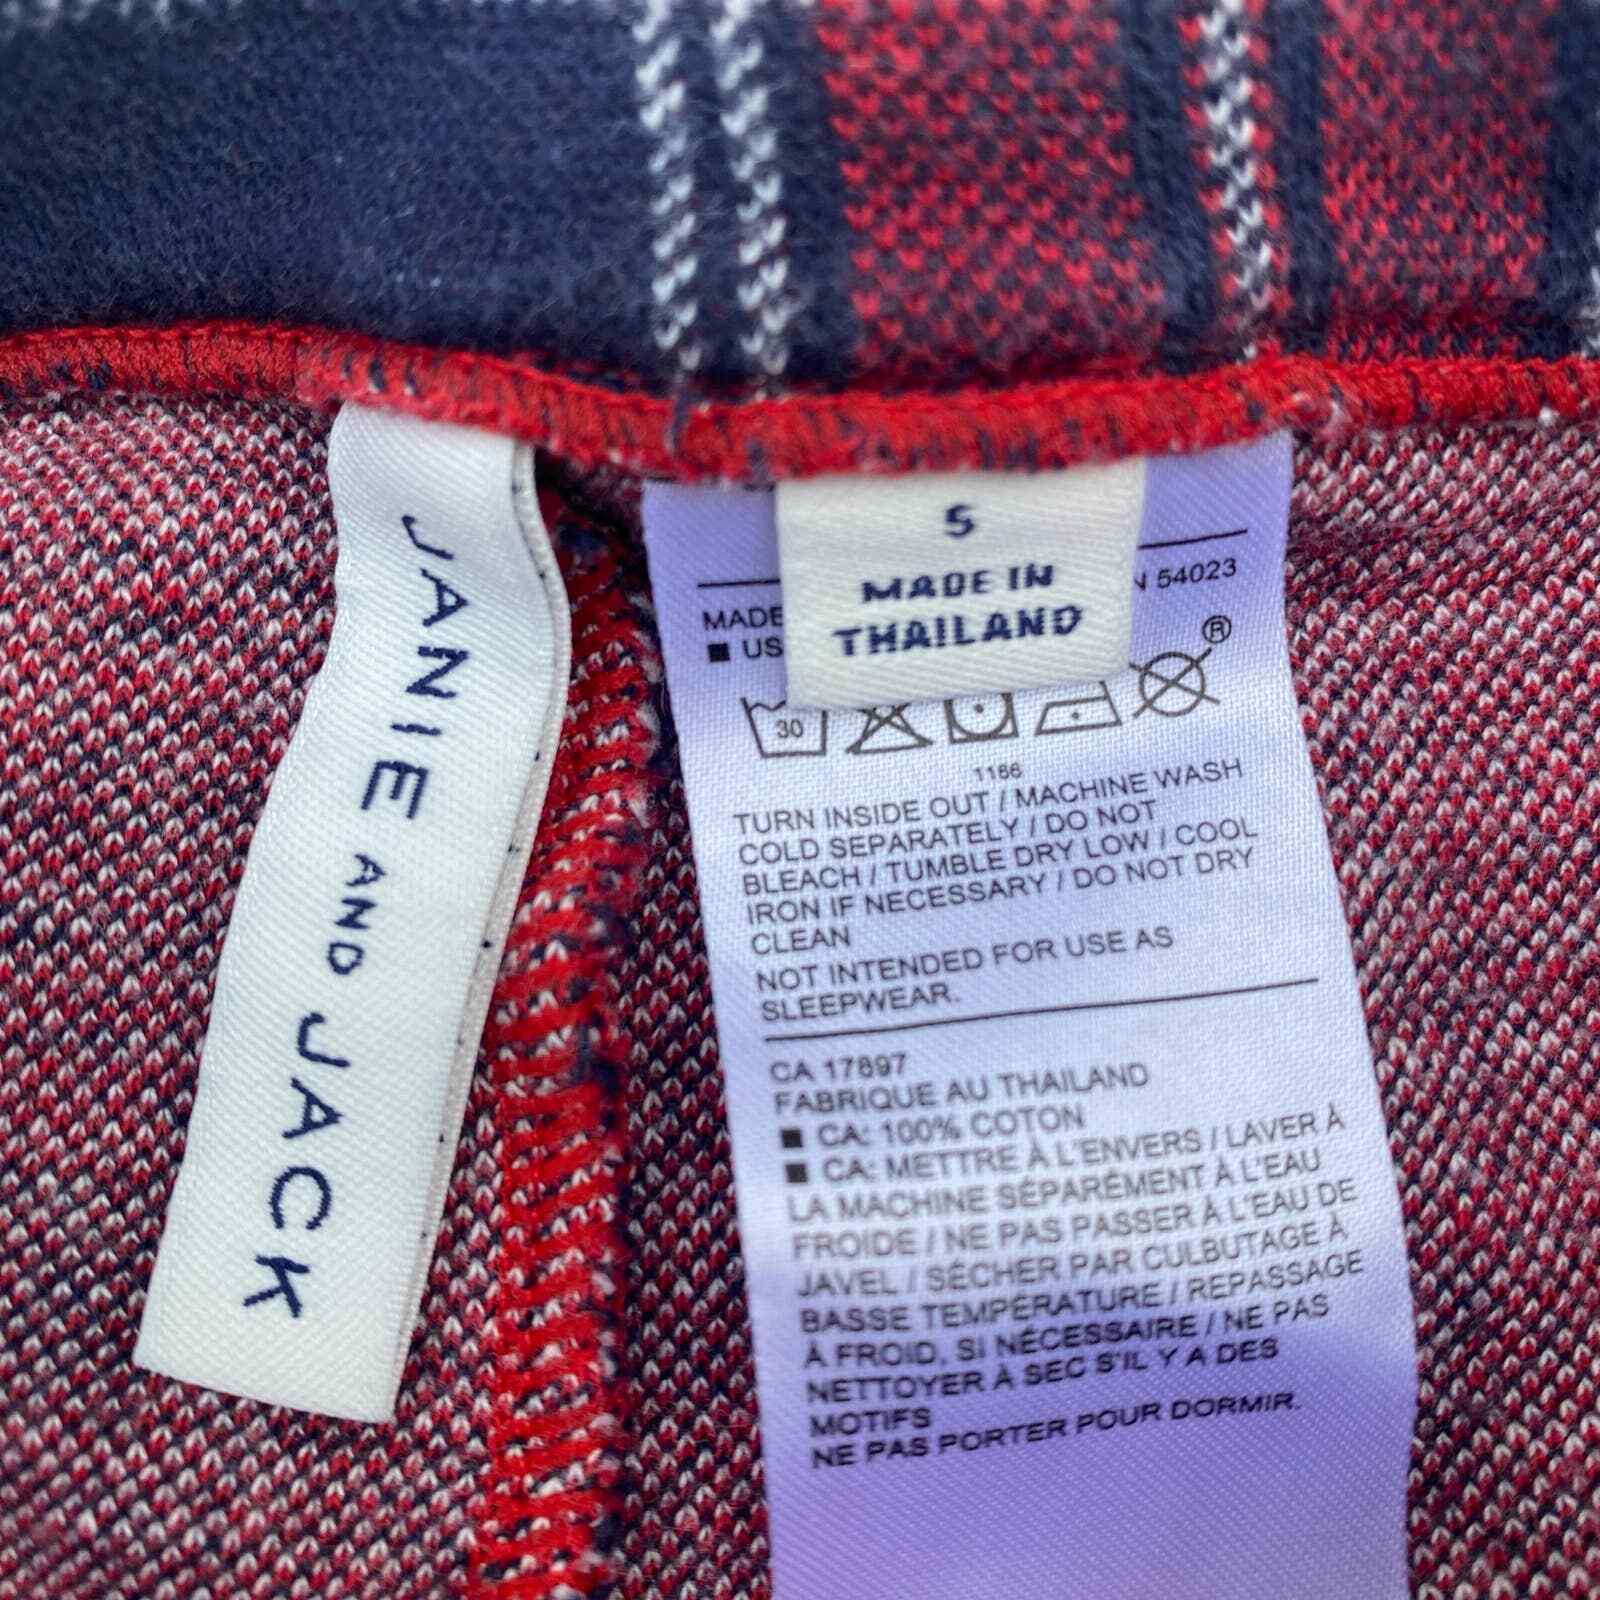 JANIE AND JACK
5
MADE IN
THAILAND
MADE
N 54023
■ US
®
30
1166
TURN INSIDE OUT / MACHINE WASH
COLD SEPARATELY / DO NOT
BLEACH / TUMBLE DRY LOW / COOL
IRON IF NECESSARY / DO NOT DRY
CLEAN
NOT INTENDED FOR USE AS
SLEEPWEAR.
CA 17897
FABRIQUE AU THAILAND
■ CA: 100% COTON
■ CA: METTRE À L'ENVERS / LAVER À
LA MACHINE SÉPARÉMENT À L'EAU
FROIDE / NE PAS PASSER À L'EAU DE
JAVEL / SÉCHER PAR CULBUTAGE À
BASSE TEMPÉRATURE / REPASSAGE
À FROID, SI NÉCESSAIRE / NE PAS
NETTOYER À SEC S'IL Y A DES
MOTIFS
NE PAS PORTER POUR DORMIR.